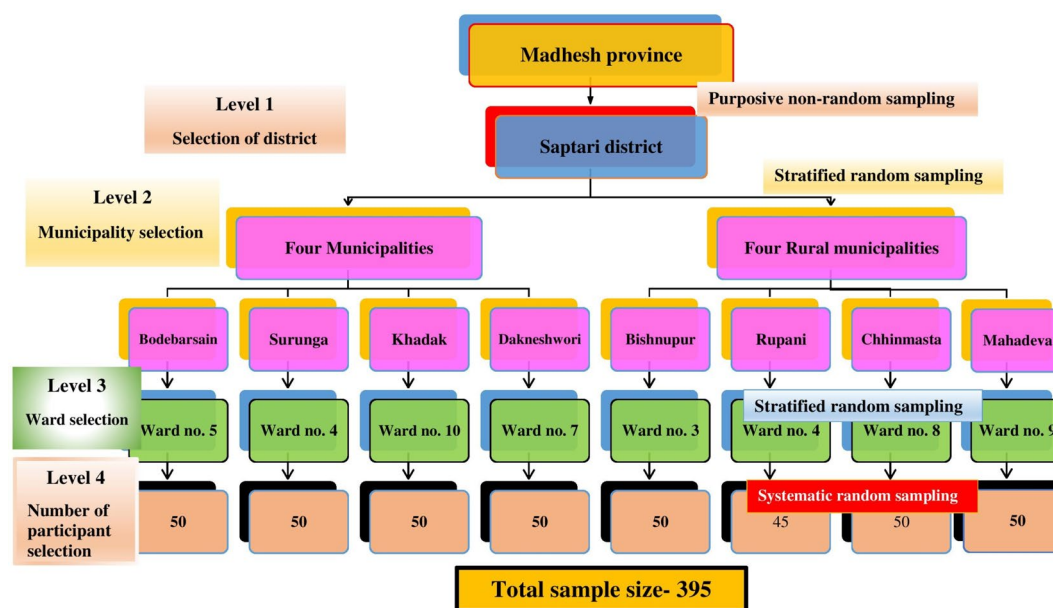 Madhesh province
Level 1
Selection of district
Purposive non-random sampling
Saptari district
Stratified random sampling
Level 2
Municipality selection
Four Municipalities
Four Rural municipalities
Bodebarsain
Surunga
Khadak
Dakneshwori
Bishnupur
Rupani
Chhinmasta
Mahadeva
Level 3
Ward selection
Stratified random sampling
Ward no. 5
Ward no. 4
Ward no. 10
Ward no. 7
Ward no. 3
Ward no. 4
Ward no. 8
Ward no. 9
Level 4
Number of
participant
selection
Systematic random sampling
50
50
50
50
50
45
50
50
Total sample size- 395